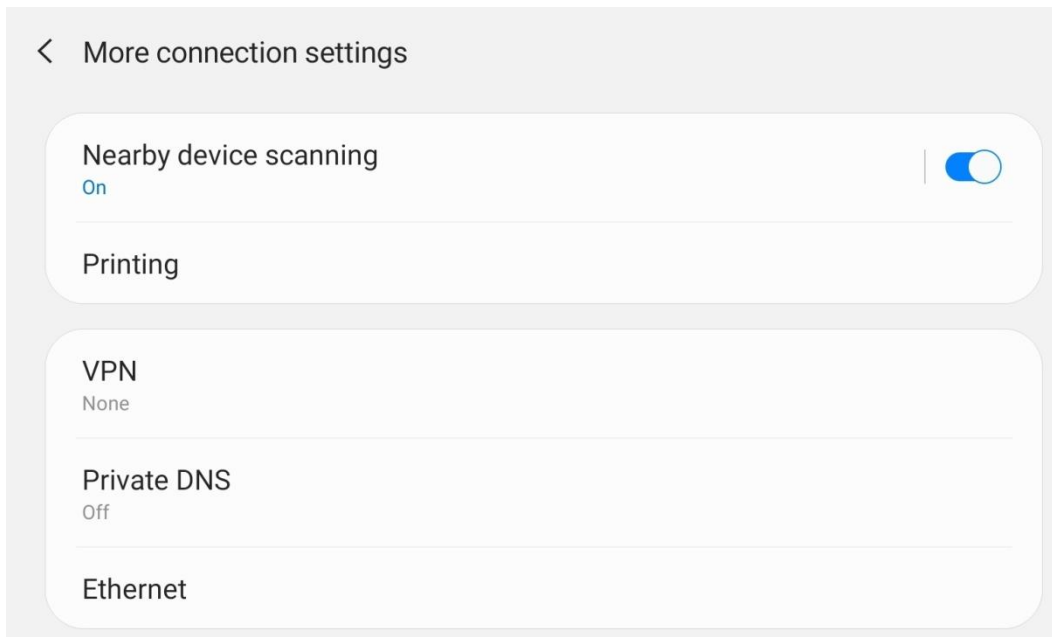 More connection settings
Nearby device scanning
On
Printing
VPN
None
Private DNS
Off
Ethernet